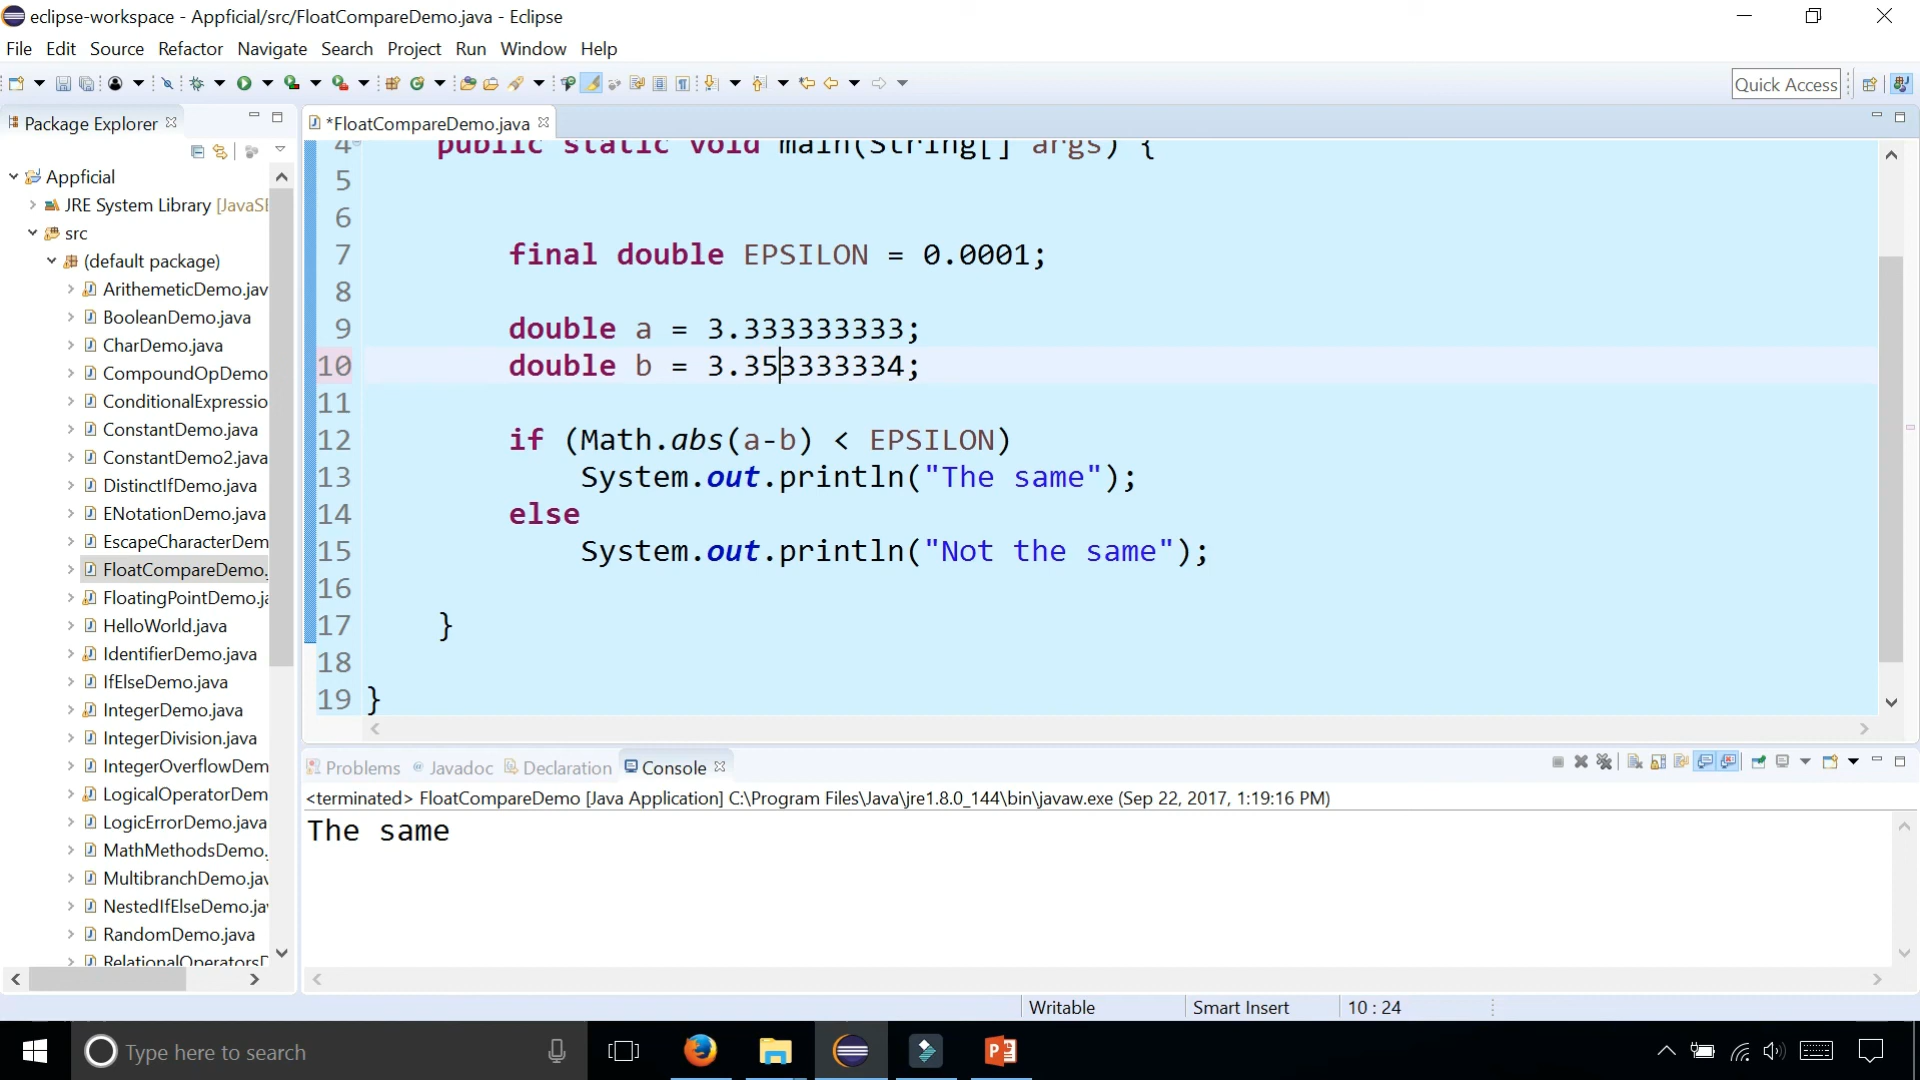 eclipse-workspace - Appficial/src/FloatCompareDemo.java - Eclipse
File Edit Source Refactor Navigate Search Project Run Window Help
Quick Access
Package Explorer
*FloatCompareDemo.java
Appficial
JRE System Library [JavaSE
src
(default package)
ArithemeticDemo.jav
BooleanDemo.java
CharDemo.java
CompoundOpDemo
ConditionalExpressio
ConstantDemo.java
ConstantDemo2.java
DistinctIfDemo.java
ENotationDemo.java
EscapeCharacterDem
FloatCompareDemo.
FloatingPointDemo.ja
HelloWorld.java
IdentifierDemo.java
IfElseDemo.java
IntegerDemo.java
IntegerDivision.java
IntegerOverflowDem
LogicalOperatorDem
LogicErrorDemo.java
MathMethodsDemo.
MultibranchDemo.jav
NestedIfElseDemo.jav
RandomDemo.java
RelationalOperatorsD
4 public static void main(String[] args) {
5
6
7 final double EPSILON = 0.0001;
8
9 double a = 3.333333333;
10 double b = 3.353333334;
11
12 if (Math.abs(a-b) < EPSILON)
13 System.out.println("The same");
14 else
15 System.out.println("Not the same");
16
17 }
18
19 }
Problems Javadoc Declaration Console
<terminated> FloatCompareDemo [Java Application] C:\Program Files\Java\jre1.8.0_144\bin\javaw.exe (Sep 22, 2017, 1:19:16 PM)
The same
Writable Smart Insert 10 : 24
Type here to search